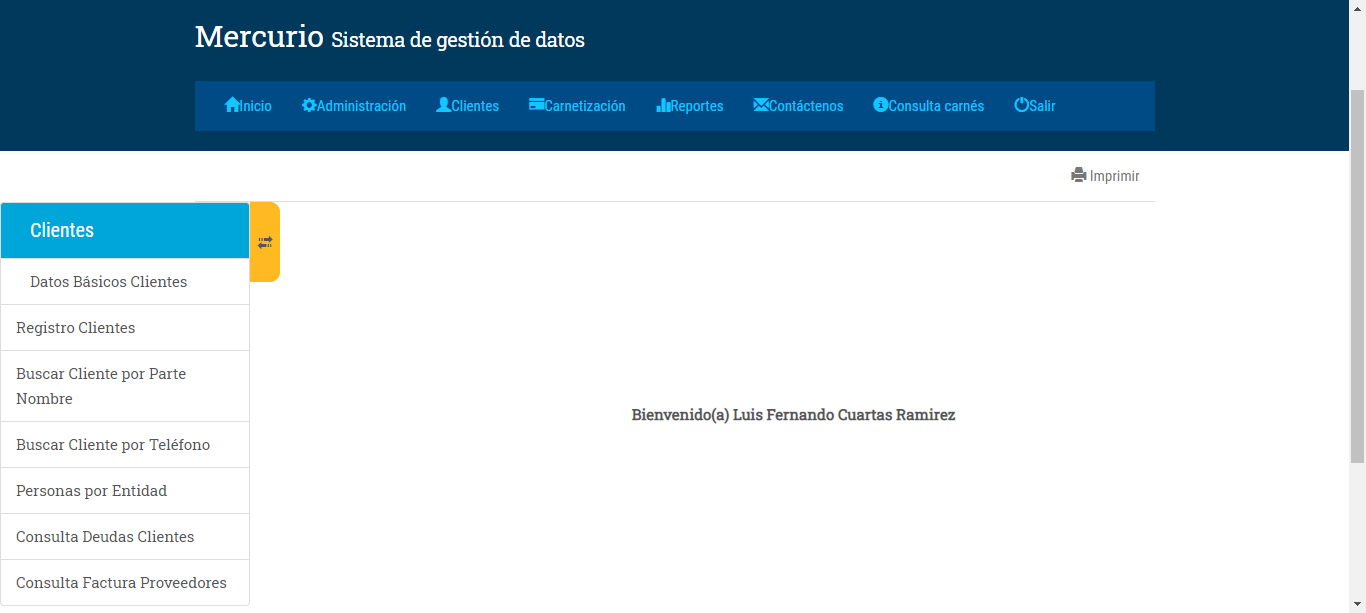 Mercurio Sistema de gestión de datos
Inicio Administración Clientes Carnetización Reportes Contáctenos Consulta carnés Salir
Imprimir
Clientes
Datos Básicos Clientes
Registro Clientes
Buscar Cliente por Parte
Nombre
Buscar Cliente por Teléfono
Personas por Entidad
Consulta Deudas Clientes
Consulta Factura Proveedores
Bienvenido(a) Luis Fernando Cuartas Ramirez